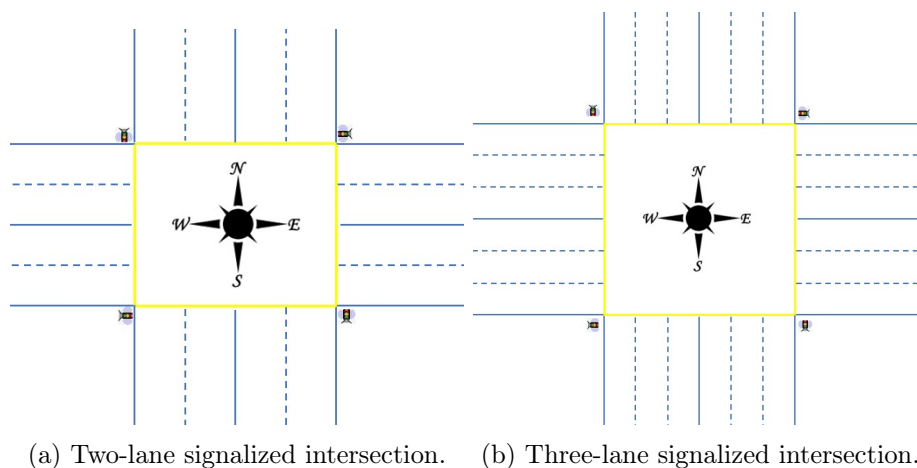 N
W E
S
N
W E
S
(a) Two-lane signalized intersection. (b) Three-lane signalized intersection.